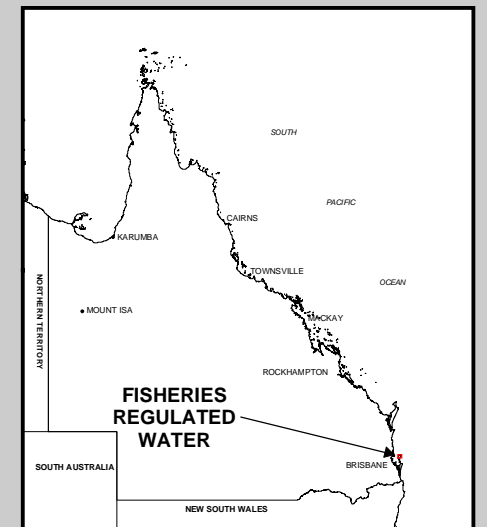 SOUTH
PACIFIC
CAIRNS
KARUMBA
TOWNSVILLE
OCEAN
NORTHERN TERRITORY
MOUNT ISA
MACKAY
ROCKHAMPTON
FISHERIES
REGULATED
WATER
BRISBANE
SOUTH AUSTRALIA
NEW SOUTH WALES